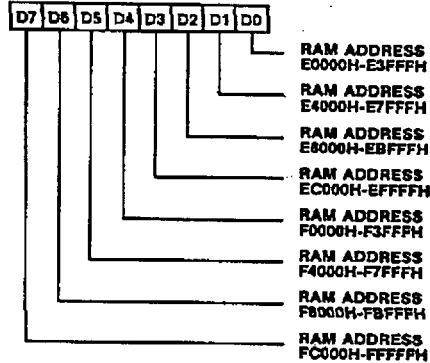 D7 D6 D5 D4 D3 D2 D1 D0
RAM ADDRESS
E0000H-E3FFFH
RAM ADDRESS
E4000H-E7FFFH
RAM ADDRESS
E8000H-EBFFFH
RAM ADDRESS
EC000H-EFFFFH
RAM ADDRESS
F0000H-F3FFFH
RAM ADDRESS
F4000H-F7FFFH
RAM ADDRESS
F8000H-FBFFFH
RAM ADDRESS
FC000H-FFFFFH